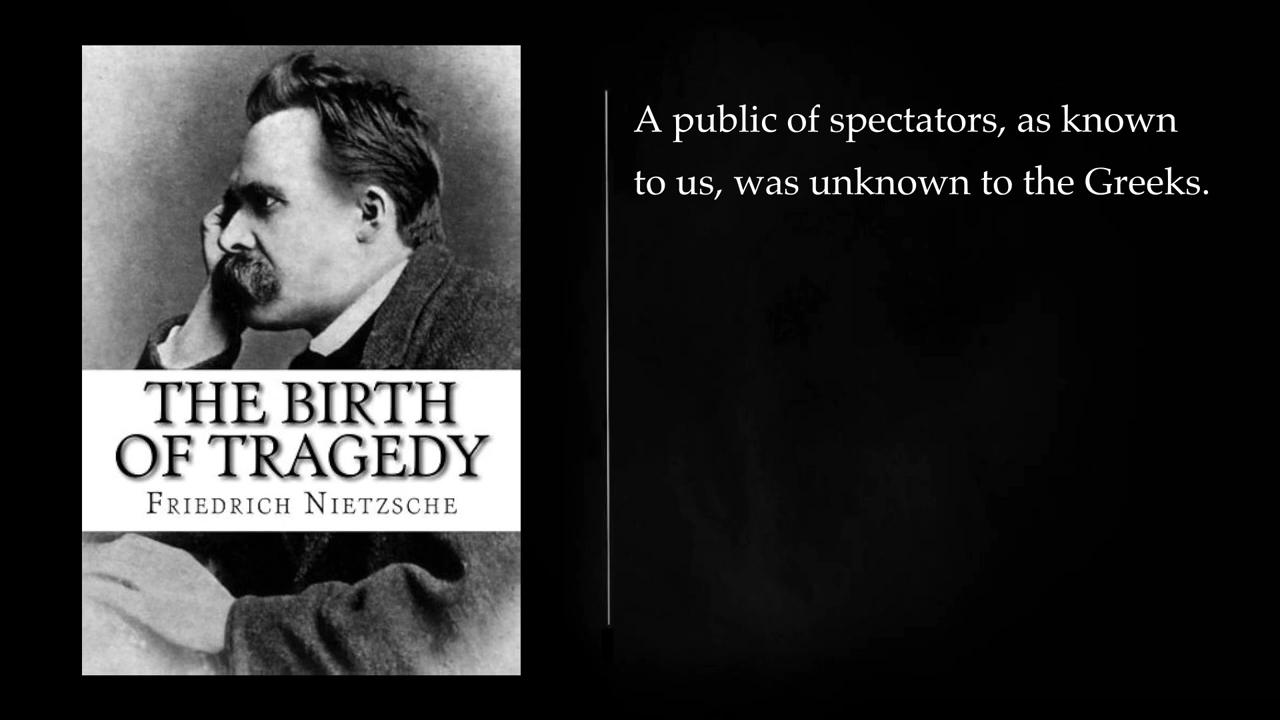 THE BIRTH
OF TRAGEDY
FRIEDRICH NIETZSCHE
A public of spectators, as known
to us, was unknown to the Greeks.